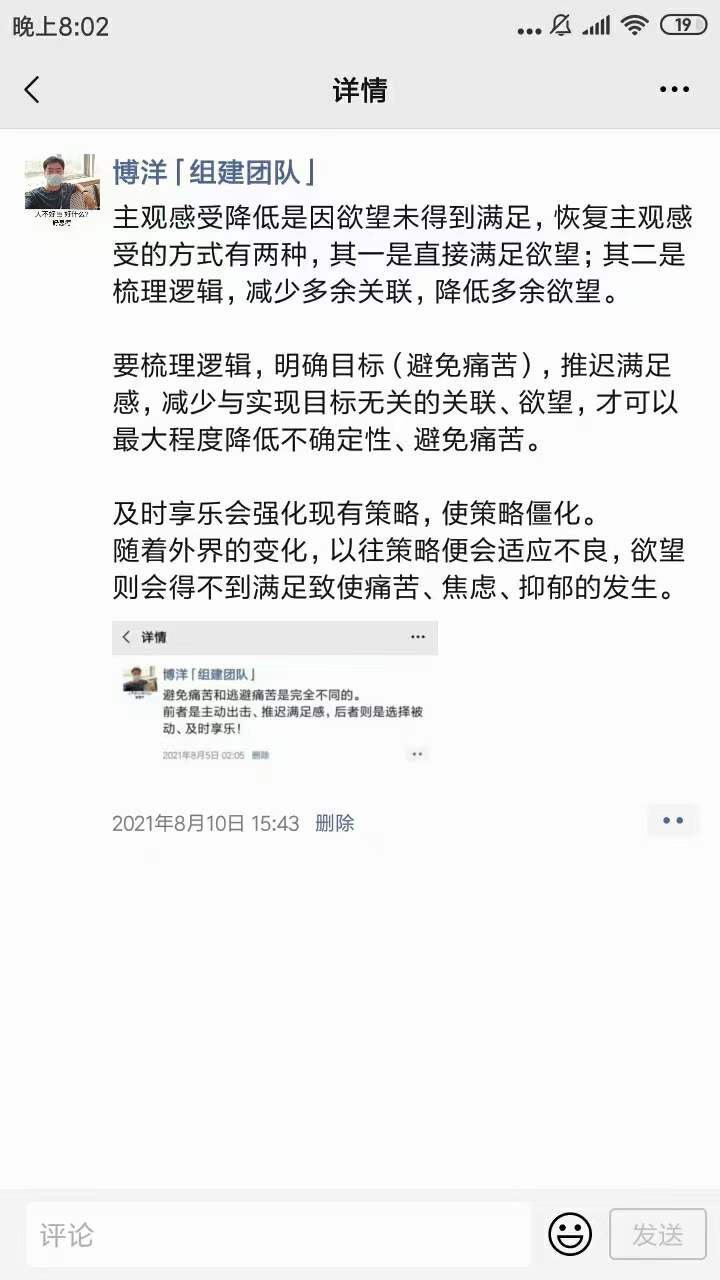 晚上8:02
19
详情
博洋「组建团队」
主观感受降低是因欲望未得到满足，恢复主观感
受的方式有两种，其一是直接满足欲望；其二是
梳理逻辑，减少多余关联，降低多余欲望。
要梳理逻辑，明确目标（避免痛苦），推迟满足
感，减少与实现目标无关的关联、欲望，才可以
最大程度降低不确定性、避免痛苦。
及时享乐会强化现有策略，使策略僵化。
随着外界的变化，以往策略便会适应不良，欲望
则会得不到满足致使痛苦、焦虑、抑郁的发生。
详情
博洋「组建团队」
避免痛苦和逃避痛苦是完全不同的。
前者是主动出击、推迟满足感，后者则是选择被
动、及时享乐！
2021年8月5日 02:05 删除
2021年8月10日 15:43 删除
评论
发送